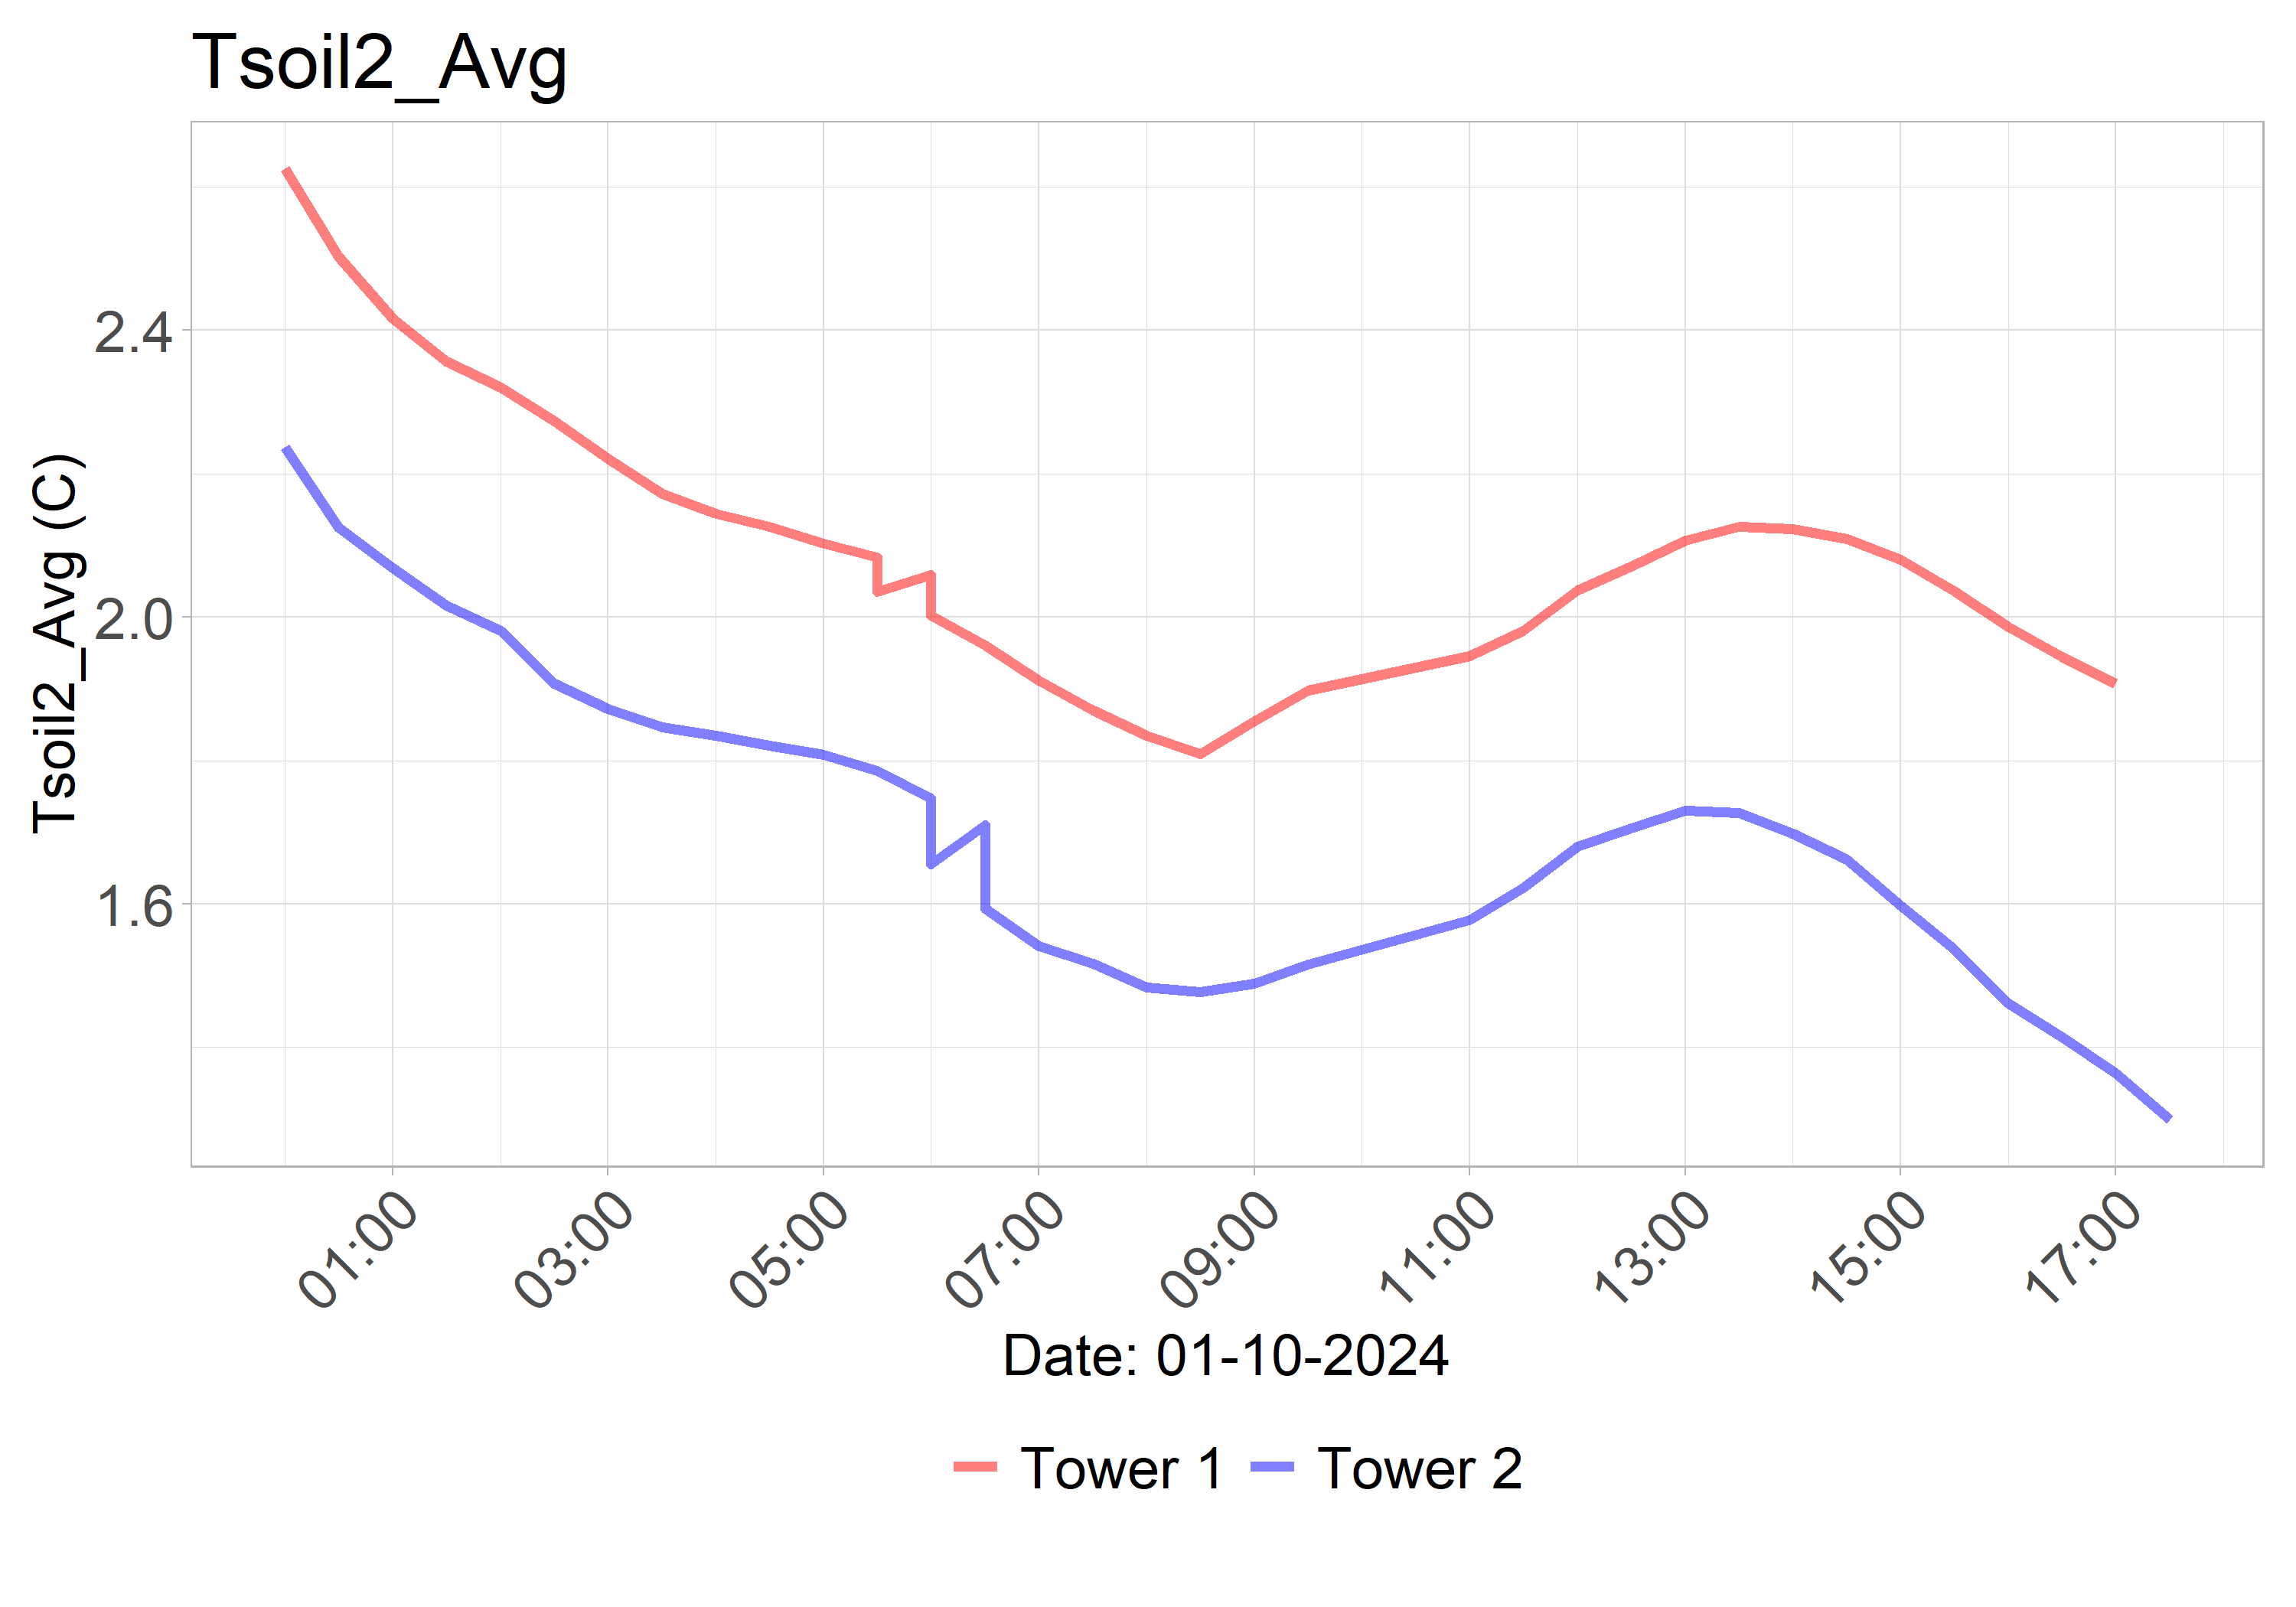 Tsoil2_Avg
Tsoil2_Avg (C)
2.4
2.0
1.6
01:00 03:00 05:00 07:00 09:00 11:00 13:00 15:00 17:00
Date: 01-10-2024
Tower 1 Tower 2